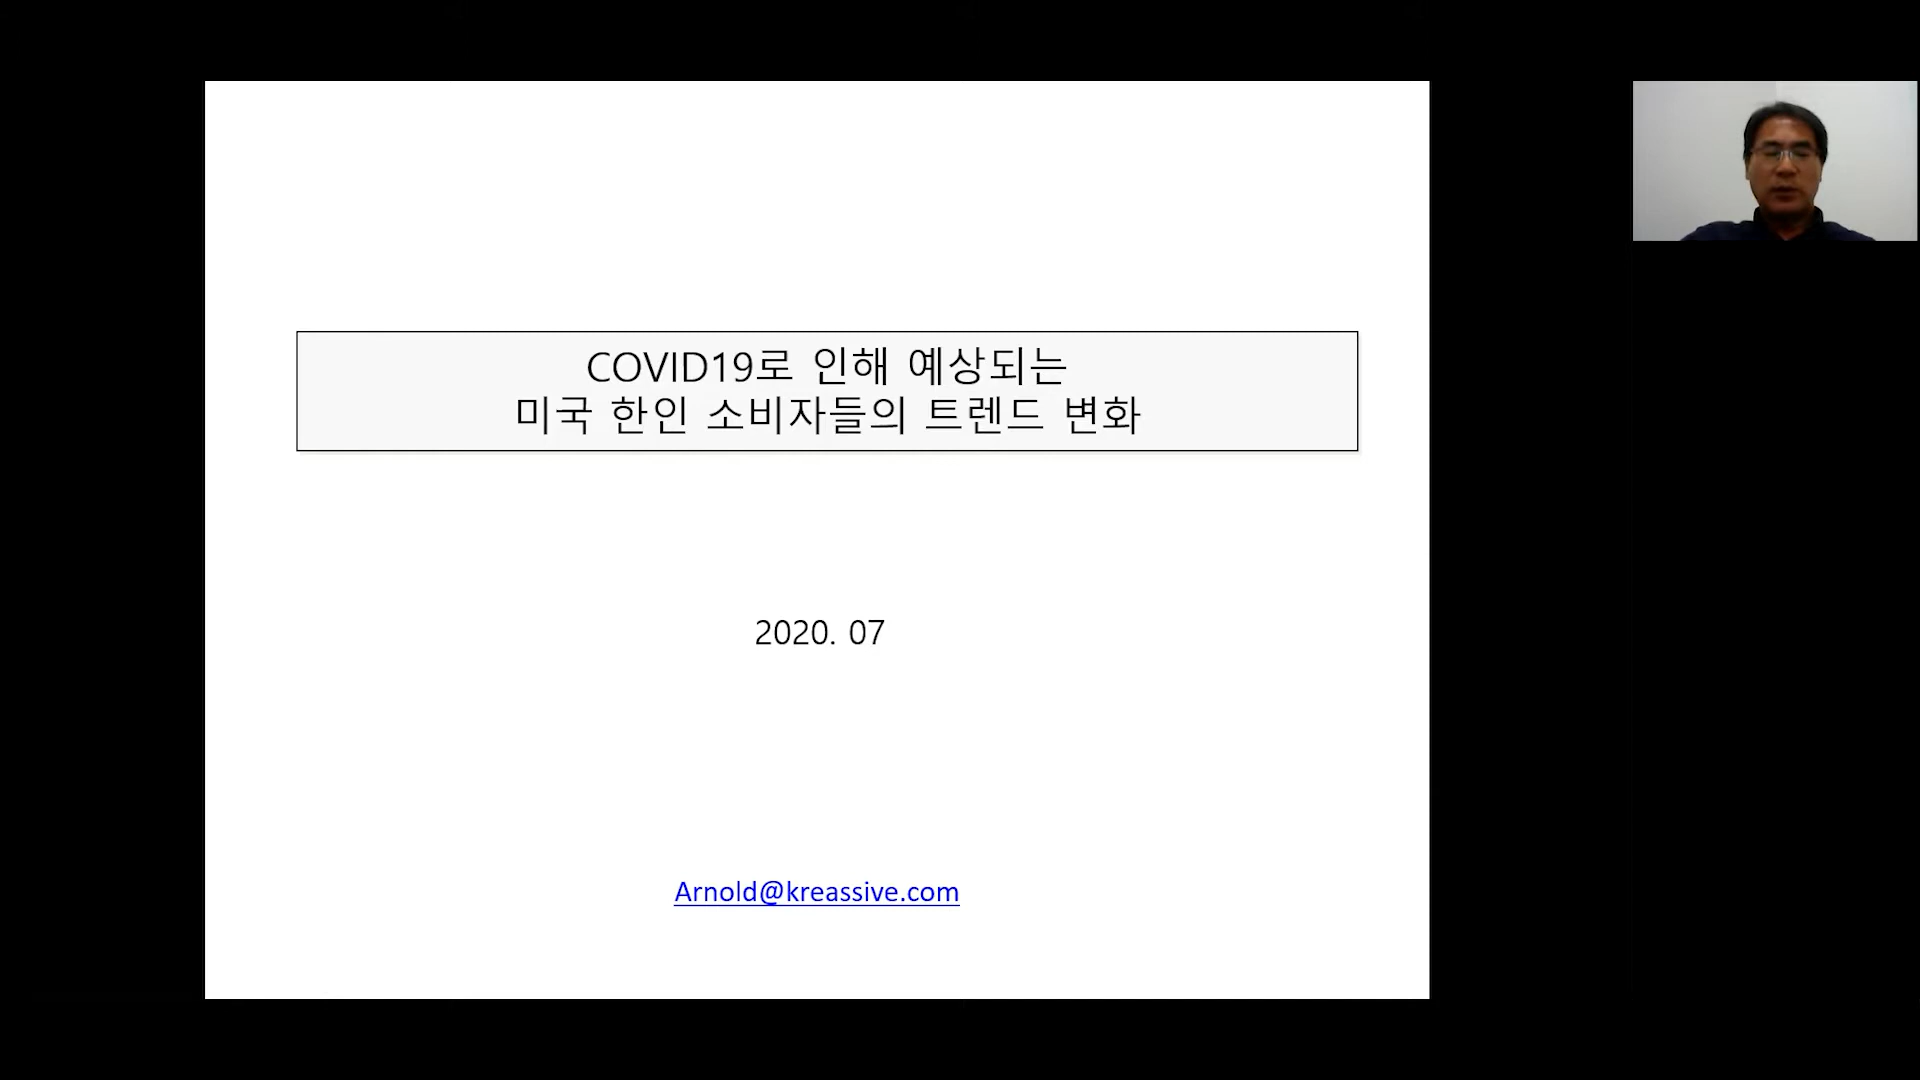 COVID19로 인해 예상되는
미국 한인 소비자들의 트렌드 변화
2020. 07
Arnold@kreassive.com